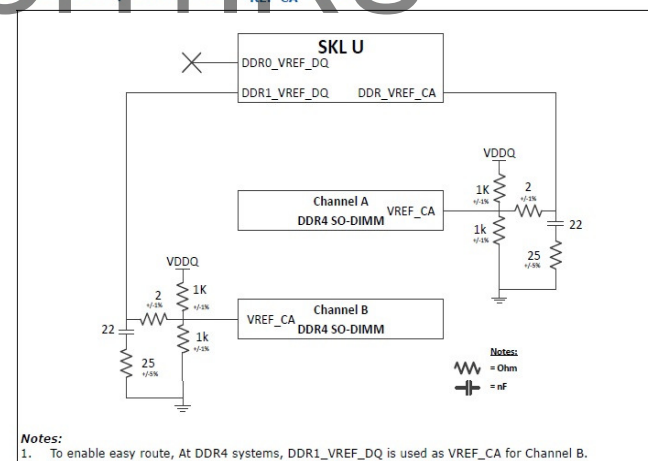 SKL U
DDR0_VREF_DQ
DDR1_VREF_DQ DDR_VREF_CA
VDDQ
1K
+/-1%
2
+/-1%
Channel A
DDR4 SO-DIMM
VREF_CA
1k
+/-1%
22
25
+/-5%
VDDQ
2
+/-1%
1K
+/-1%
Channel B
DDR4 SO-DIMM
VREF_CA
22
1k
+/-1%
25
+/-5%
Notes:
= Ohm
= nF
Notes:
1. To enable easy route, At DDR4 systems, DDR1_VREF_DQ is used as VREF_CA for Channel B.